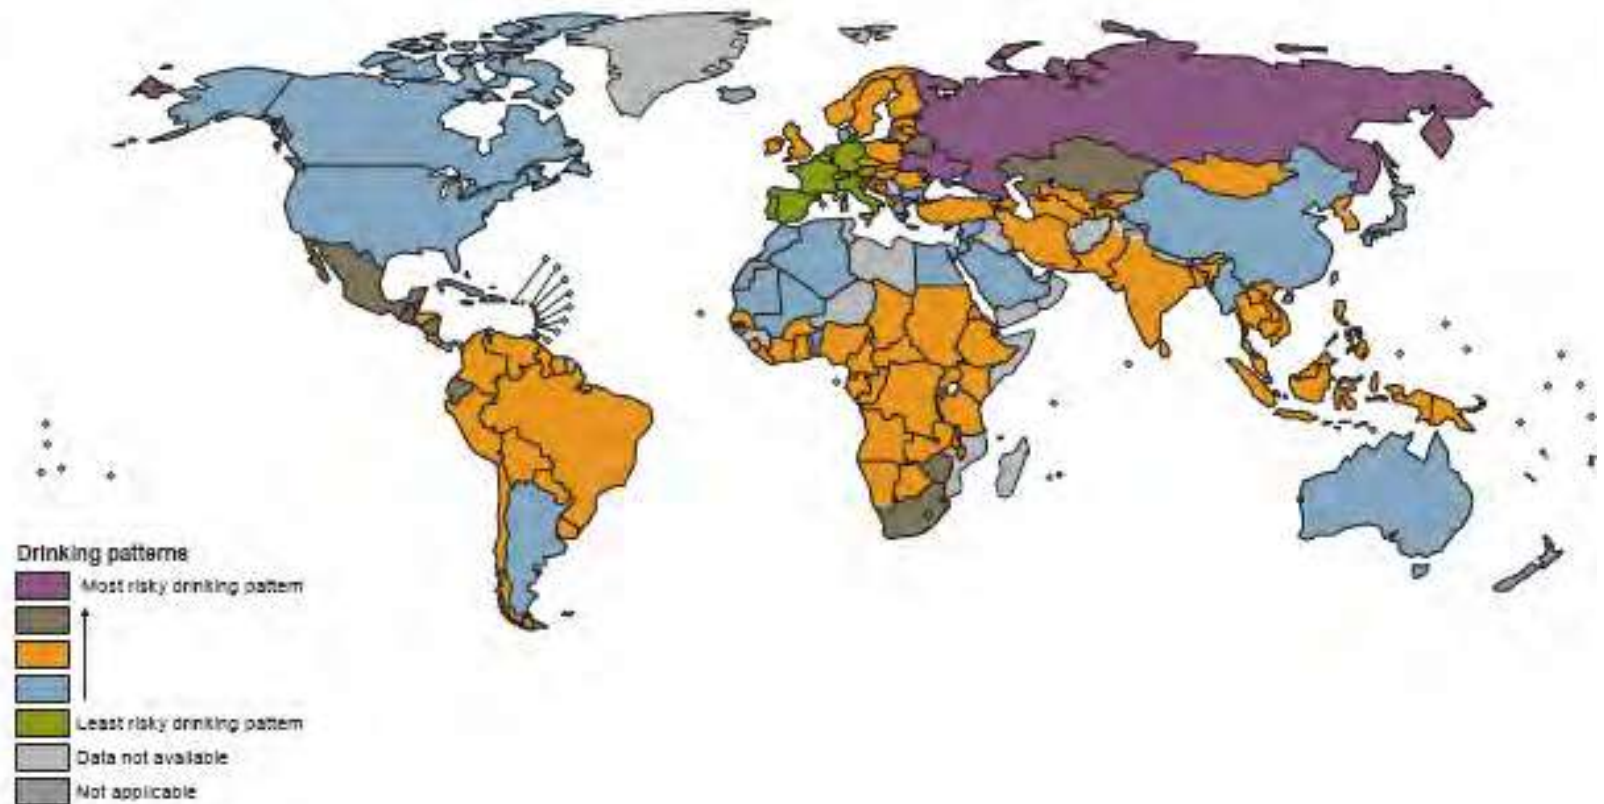 Drinking patterns
Most risky drinking pattern
Least risky drinking pattern
Data not available
Not applicable